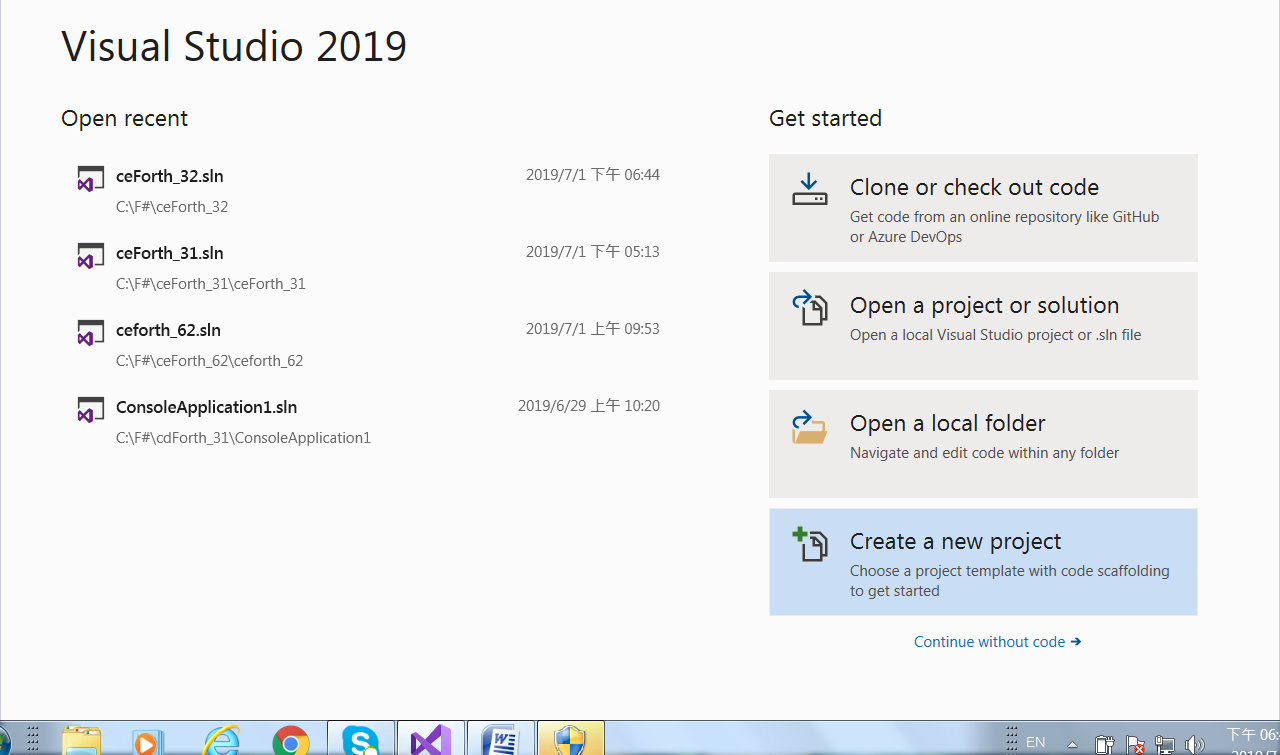 Visual Studio 2019
Open recent
ceForth_32.sln 2019/7/1 下午 06:44
C:\F#\ceForth_32
ceForth_31.sln 2019/7/1 下午 05:13
C:\F#\ceForth_31\ceForth_31
ceforth_62.sln 2019/7/1 上午 09:53
C:\F#\ceForth_62\ceforth_62
ConsoleApplication1.sln 2019/6/29 上午 10:20
C:\F#\cdForth_31\ConsoleApplication1
Get started
Clone or check out code
Get code from an online repository like GitHub
or Azure DevOps
Open a project or solution
Open a local Visual Studio project or .sln file
Open a local folder
Navigate and edit code within any folder
Create a new project
Choose a project template with code scaffolding
to get started
Continue without code
EN
下午 06: